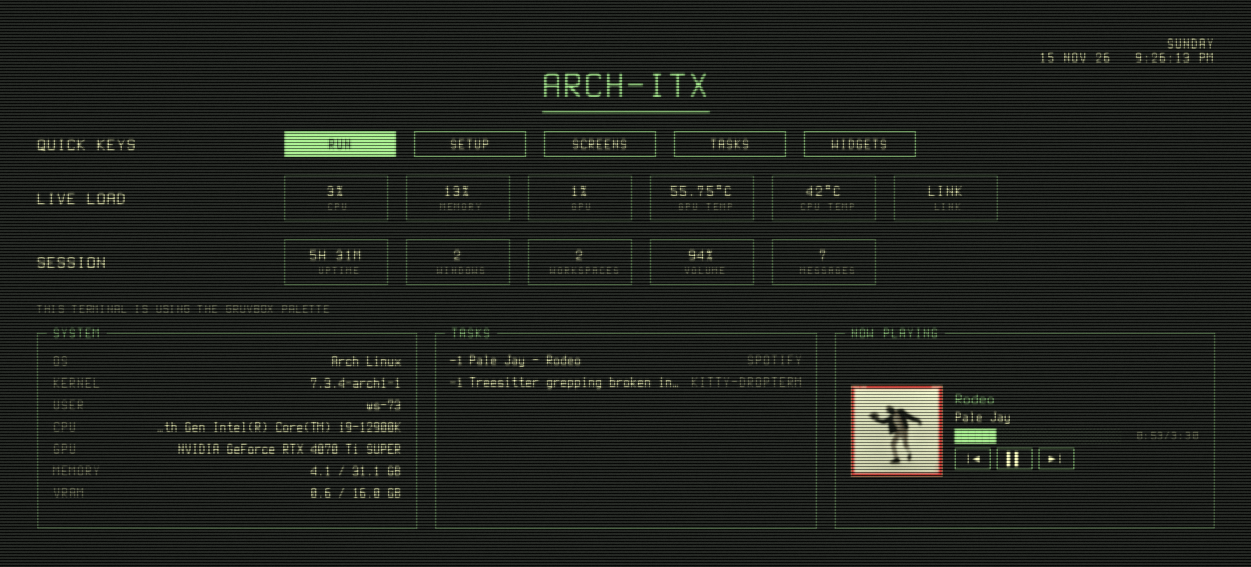 SUNDAY
15 NOV 26 9:26:13 PM
ARCH-ITX
QUICK KEYS
RUN
SETUP
SCREENS
TASKS
WIDGETS
LIVE LOAD
3%
CPU
13%
MEMORY
1%
GPU
55.75°C
GPU TEMP
42°C
CPU TEMP
LINK
LINK
SESSION
5H 31M
UPTIME
2
WINDOWS
2
WORKSPACES
94%
VOLUME
7
MESSAGES
THIS TERMINAL IS USING THE GRUVBOX PALETTE
SYSTEM
OS Arch Linux
KERNEL 7.3.4-arch1-1
USER ws-73
CPU …th Gen Intel(R) Core(TM) i9-12900K
GPU NVIDIA GeForce RTX 4070 Ti SUPER
MEMORY 4.1 / 31.1 GB
VRAM 0.6 / 16.0 GB
TASKS
-1 Pale Jay - Rodeo SPOTIFY
-1 Treesitter grepping broken in… KITTY-DROPTERM
NOW PLAYING
Rodeo
Pale Jay
0:53/3:30